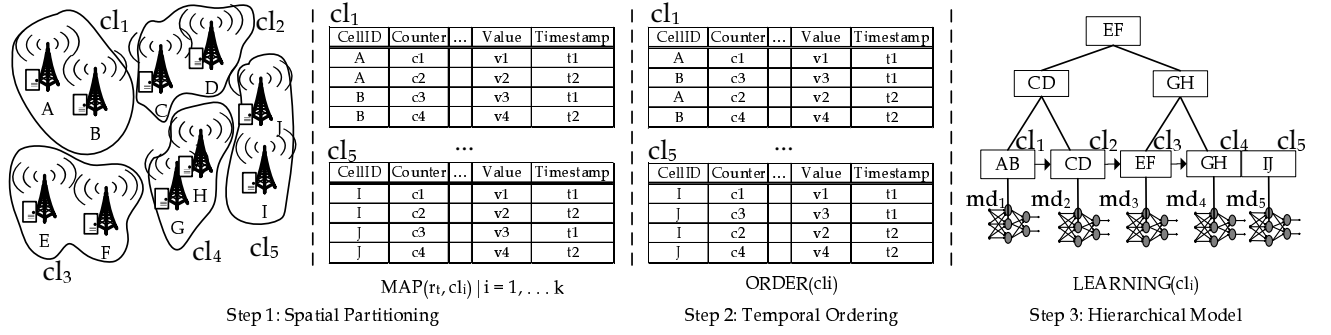 cl1
cl2
A
B
C
D
J
E
F
G
H
I
cl3
cl4
cl5
cl1
CellID Counter ... Value Timestamp
A c1 v1 t1
A c2 v2 t2
B c3 v3 t1
B c4 v4 t2
...
cl5
CellID Counter ... Value Timestamp
I c1 v1 t1
I c2 v2 t2
J c3 v3 t1
J c4 v4 t2
MAP(rt, cli) | i = 1, . . . k
Step 1: Spatial Partitioning
cl1
CellID Counter ... Value Timestamp
A c1 v1 t1
B c3 v3 t1
A c2 v2 t2
B c4 v4 t2
...
cl5
CellID Counter ... Value Timestamp
I c1 v1 t1
J c3 v3 t1
I c2 v2 t2
J c4 v4 t2
ORDER(cli)
Step 2: Temporal Ordering
EF
CD GH
cl1 cl2 cl3 cl4 cl5
AB CD EF GH IJ
md1 md2 md3 md4 md5
LEARNING(cli)
Step 3: Hierarchical Model